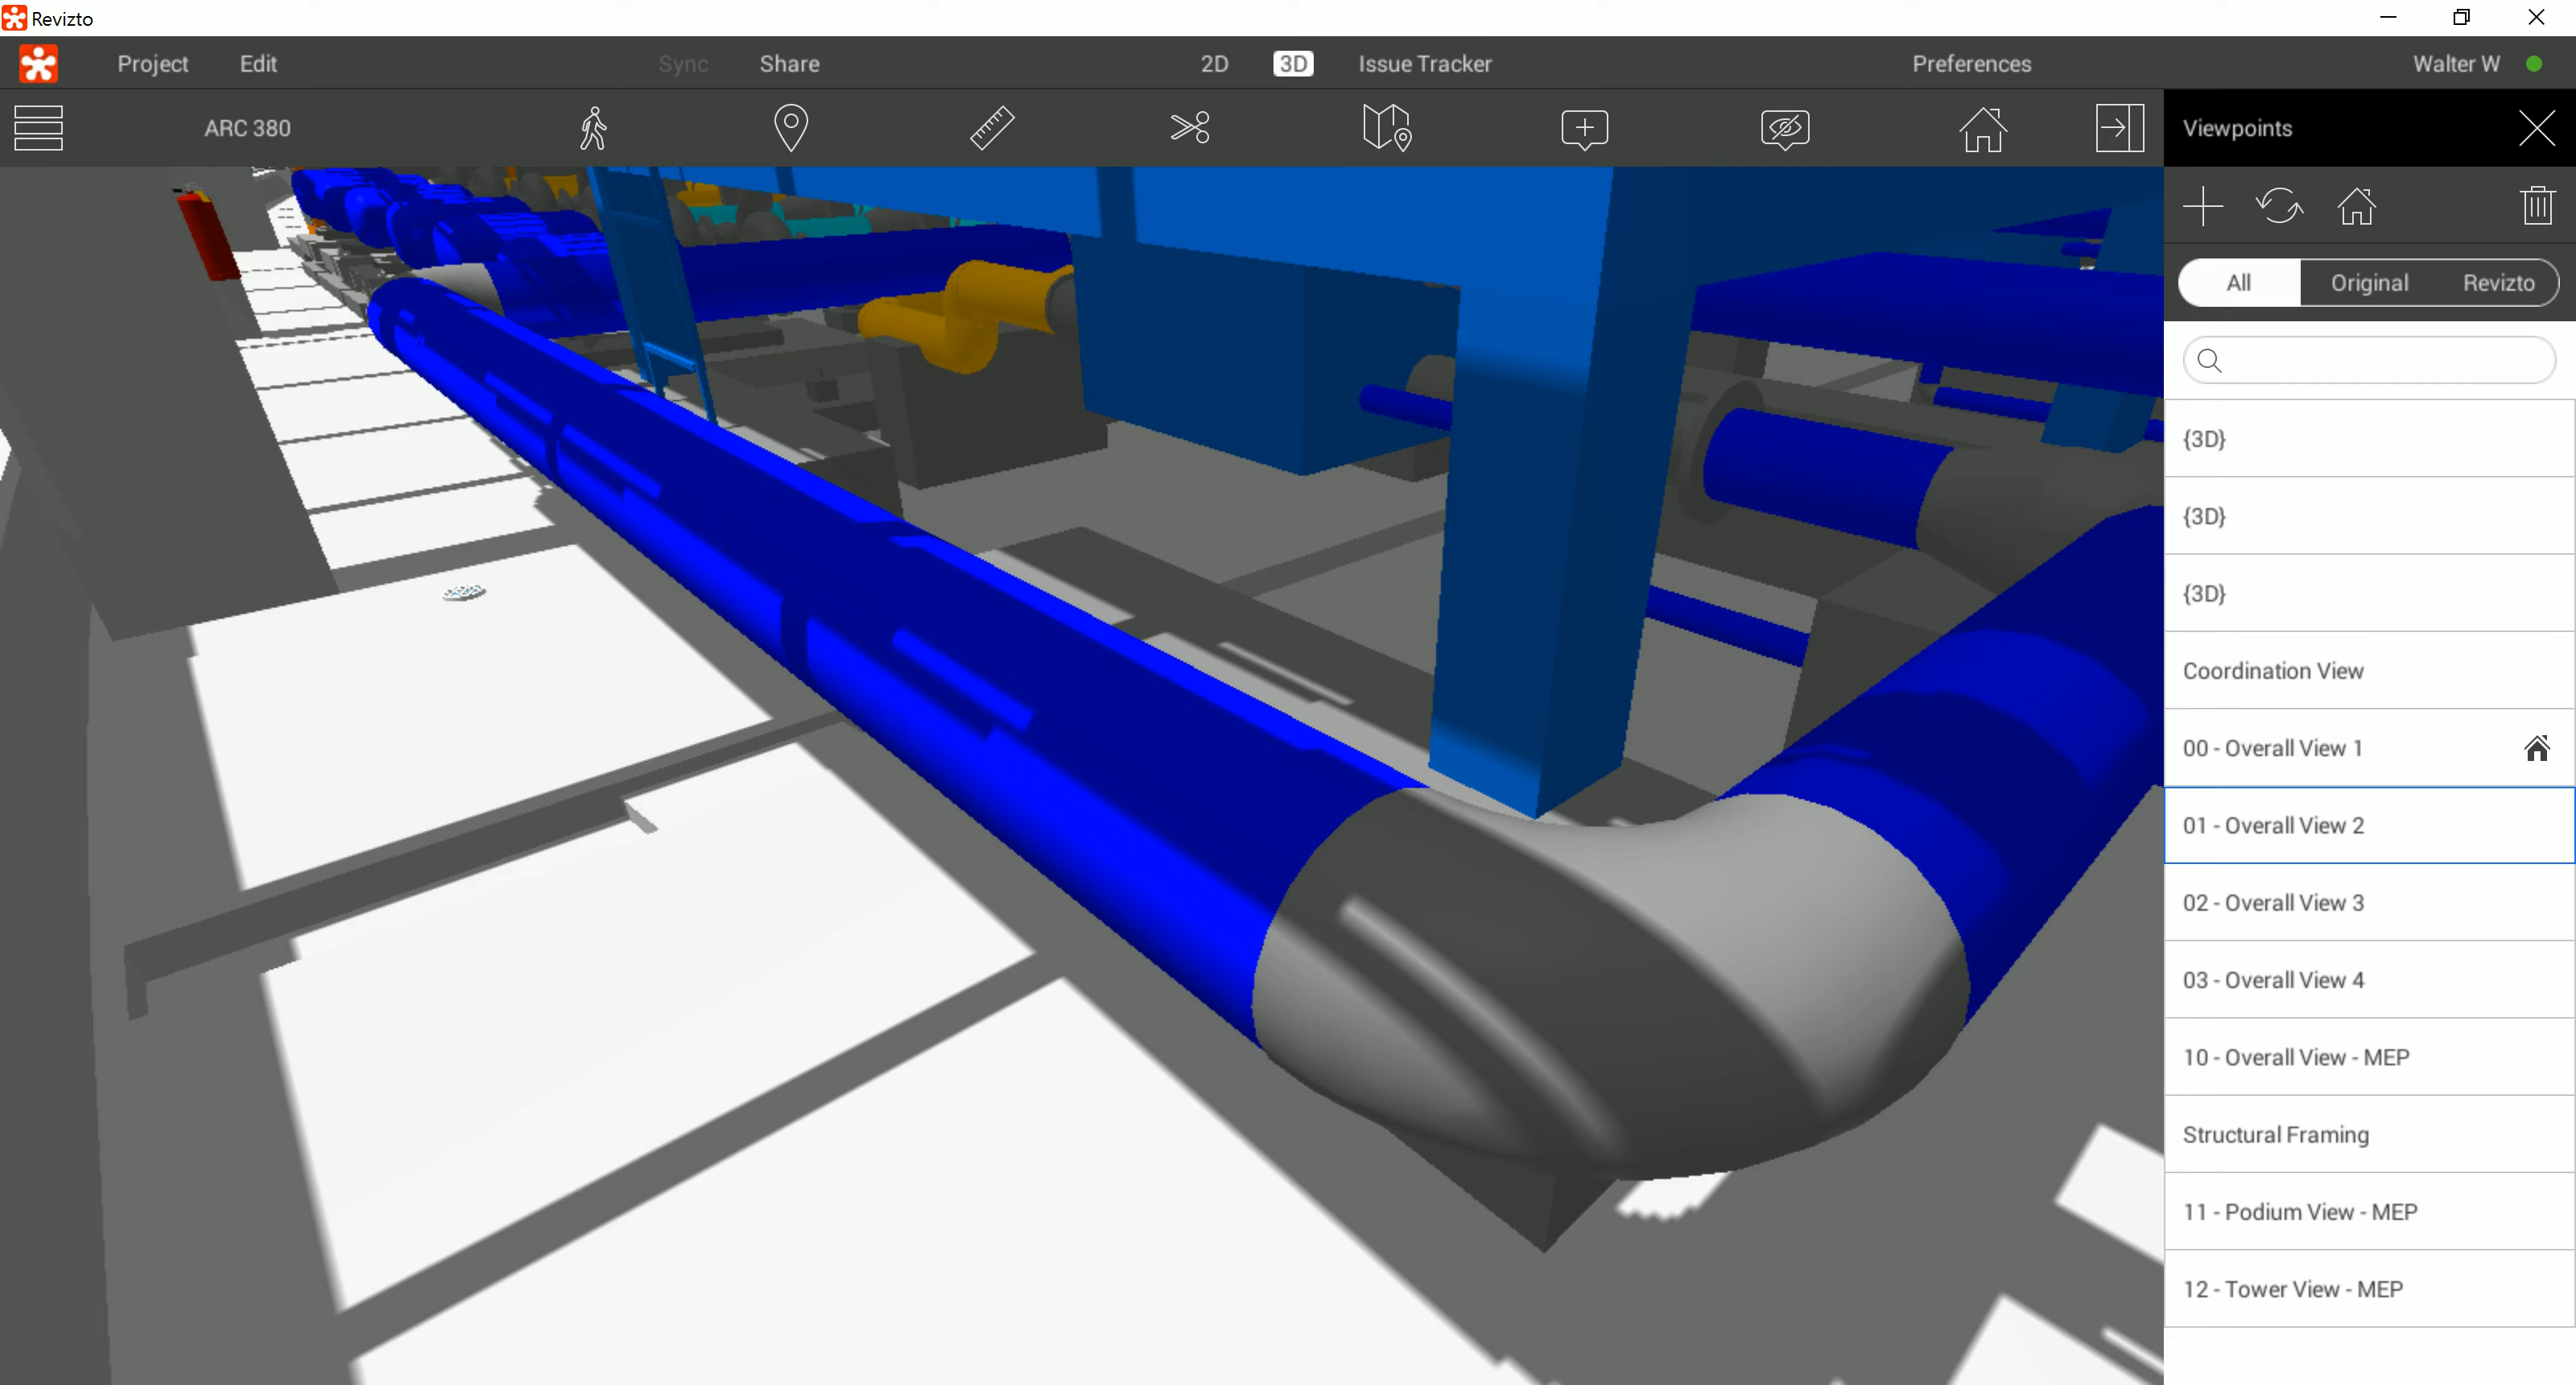 Revizto
Project Edit Sync Share 2D 3D Issue Tracker Preferences Walter W
ARC 380
Viewpoints
All Original Revizto
{3D}
{3D}
{3D}
Coordination View
00 - Overall View 1
01 - Overall View 2
02 - Overall View 3
03 - Overall View 4
10 - Overall View - MEP
Structural Framing
11 - Podium View - MEP
12 - Tower View - MEP